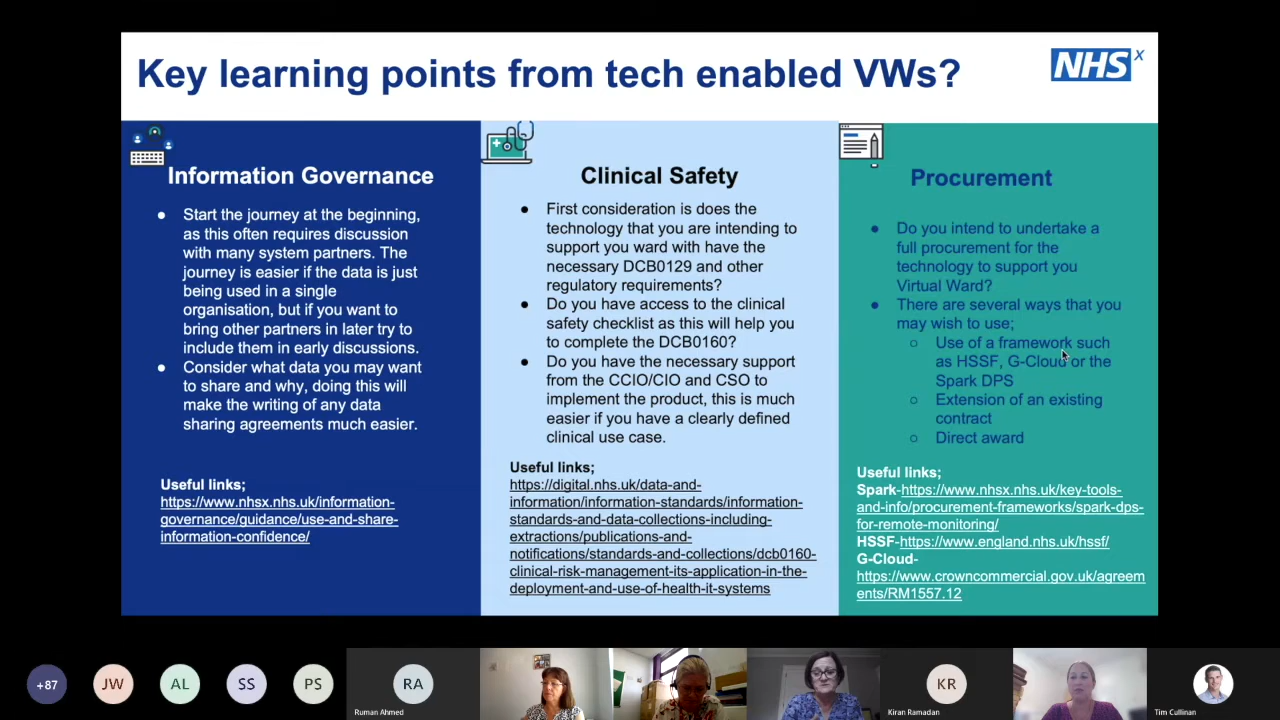 Key learning points from tech enabled VWs?
NHS X
Information Governance
● Start the journey at the beginning,
as this often requires discussion
with many system partners. The
journey is easier if the data is just
being used in a single
organisation, but if you want to
bring other partners in later try to
include them in early discussions.
● Consider what data you may want
to share and why, doing this will
make the writing of any data
sharing agreements much easier.
Useful links;
https://www.nhsx.nhs.uk/information-
governance/guidance/use-and-share-
information-confidence/
Clinical Safety
● First consideration is does the
technology that you are intending to
support you ward with have the
necessary DCB0129 and other
regulatory requirements?
● Do you have access to the clinical
safety checklist as this will help you
to complete the DCB0160?
● Do you have the necessary support
from the CCIO/CIO and CSO to
implement the product, this is much
easier if you have a clearly defined
clinical use case.
Useful links;
https://digital.nhs.uk/data-and-
information/information-standards/information-
standards-and-data-collections-including-
extractions/publications-and-
notifications/standards-and-collections/dcb0160-
clinical-risk-management-its-application-in-the-
deployment-and-use-of-health-it-systems
Procurement
● Do you intend to undertake a
full procurement for the
technology to support you
Virtual Ward?
● There are several ways that you
may wish to use;
○ Use of a framework such
as HSSF, G-Cloud or the
Spark DPS
○ Extension of an existing
contract
○ Direct award
Useful links;
Spark-https://www.nhsx.nhs.uk/key-tools-
and-info/procurement-frameworks/spark-dps-
for-remote-monitoring/
HSSF-https://www.england.nhs.uk/hssf/
G-Cloud-
https://www.crowncommercial.gov.uk/agreem
ents/RM1557.12
+87
JW
AL
SS
PS
RA
Ruman Ahmed
KR
Kiran Ramadan
Tim Cullinan